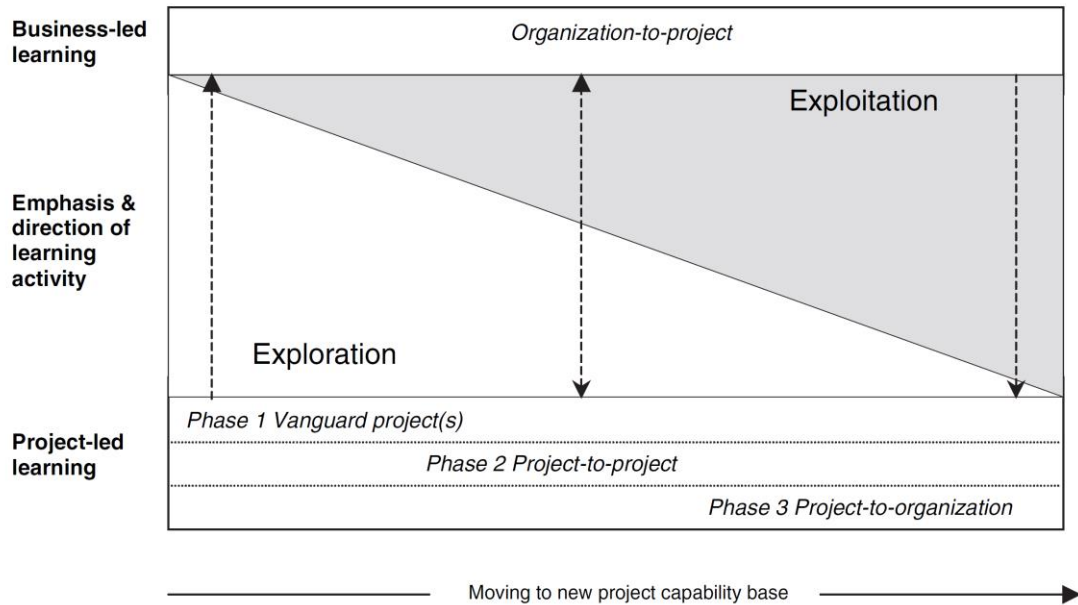 Business-led
learning
Organization-to-project
Exploitation
Emphasis &
direction of
learning
activity
Exploration
Phase 1 Vanguard project(s)
Project-led
learning
Phase 2 Project-to-project
Phase 3 Project-to-organization
Moving to new project capability base